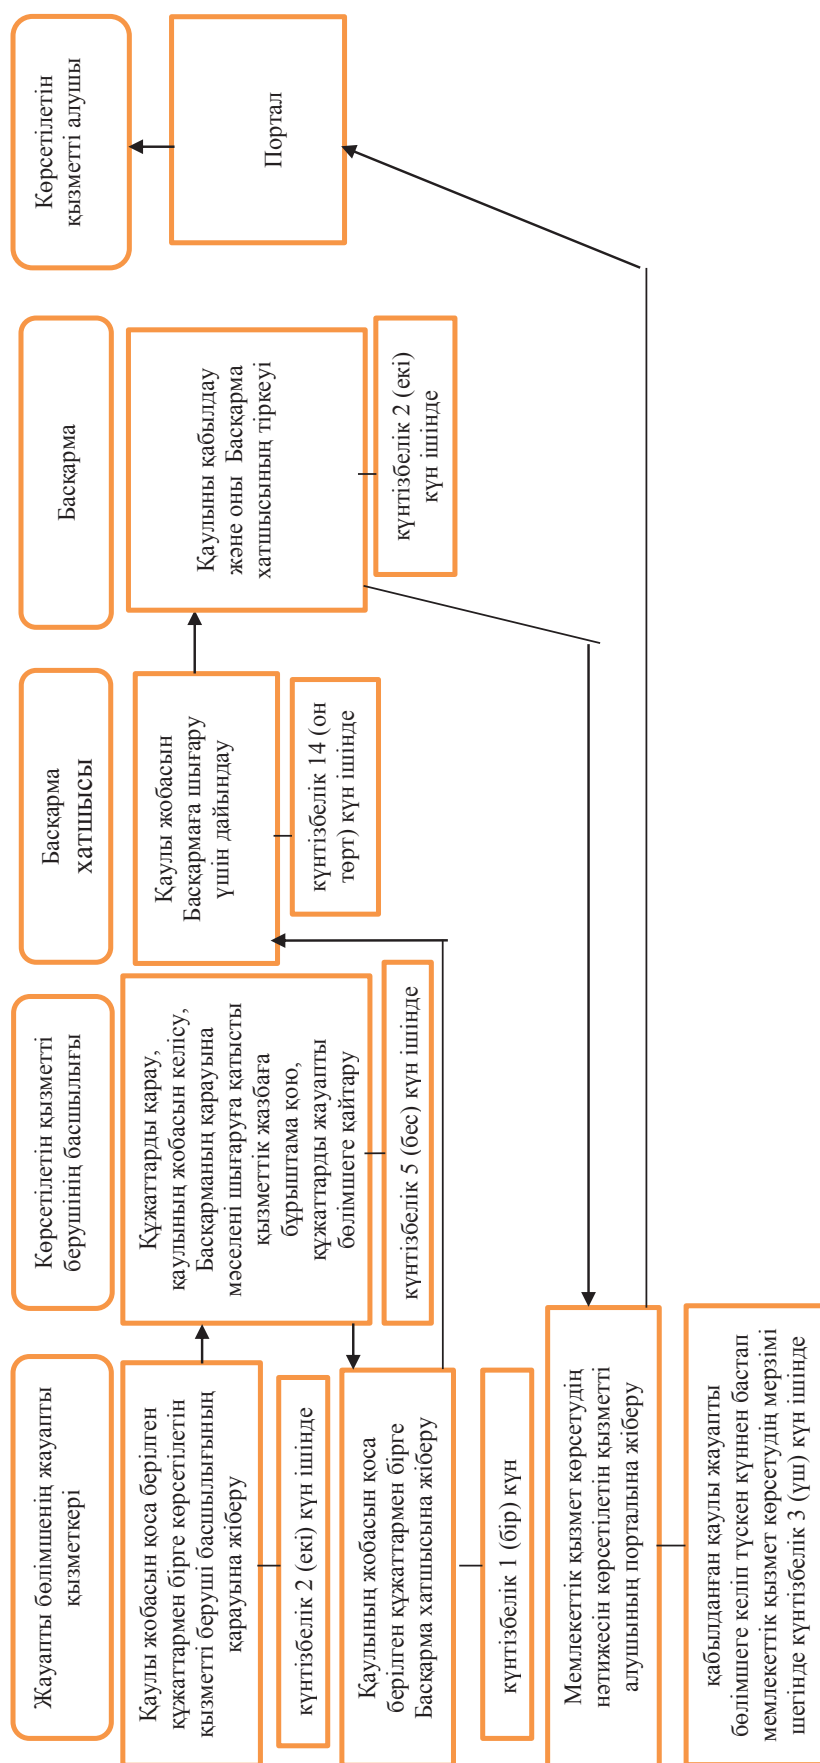 Жауапты бөлімшенің жауапты
қызметкері
Көрсетілетін қызметті
берушінің басшылығы
Басқарма
хатшысы
Басқарма
Көрсетілетін
қызметті алушы
Қаулы жобасын қоса берілген
құжаттармен бірге көрсетілетін
қызметті беруші басшылығының
қарауына жіберу
күнтізбелік 2 (екі) күн ішінде
Құжаттарды қарау,
қаулының жобасын келісу,
Басқарманың қарауына
мәселені шығаруға қатысты
қызметтік жазбаға
бұрыштама қою,
құжаттарды жауапты
бөлімшеге қайтару
күнтізбелік 5 (бес) күн ішінде
Қаулының жобасын қоса
берілген құжаттармен бірге
Басқарма хатшысына жіберу
күнтізбелік 1 (бір) күн
Қаулы жобасын
Басқармаға шығару
үшін дайындау
күнтізбелік 14 (он
төрт) күн ішінде
Қаулыны қабылдау
және оны Басқарма
хатшысының тіркеуі
күнтізбелік 2 (екі)
күн ішінде
Мемлекеттік қызмет көрсетудің
нәтижесін көрсетілетін қызметті
алушының порталына жіберу
қабылданған қаулы жауапты
бөлімшеге келіп түскен күннен бастап
мемлекеттік қызмет көрсетудің мерзімі
шегінде күнтізбелік 3 (үш) күн ішінде
Портал